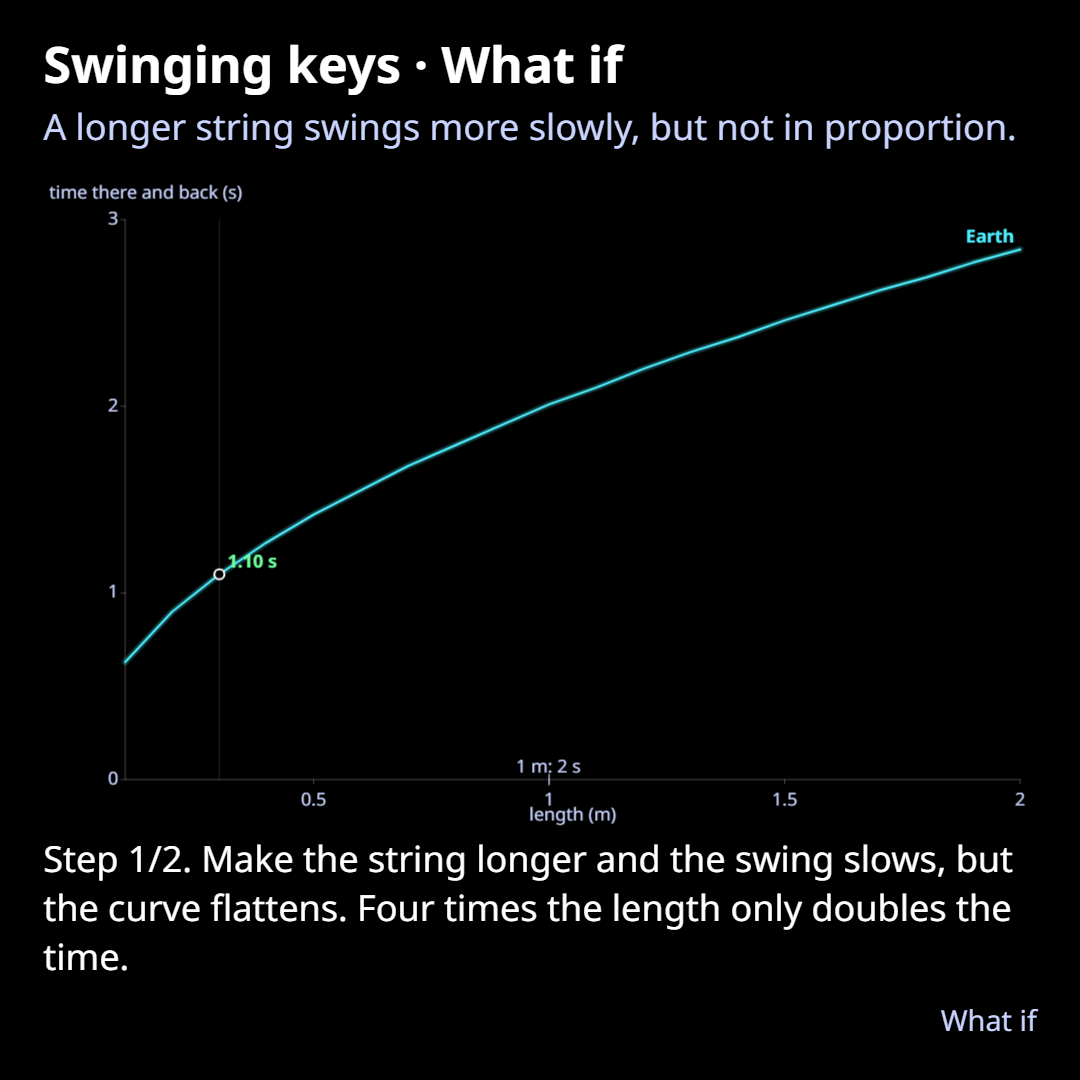 Swinging keys · What if
A longer string swings more slowly, but not in proportion.
time there and back (s)
3
Earth
2
1.10 s
1
1 m: 2 s
0
0.5
1
1.5
2
length (m)
Step 1/2. Make the string longer and the swing slows, but
the curve flattens. Four times the length only doubles the
time.
What if